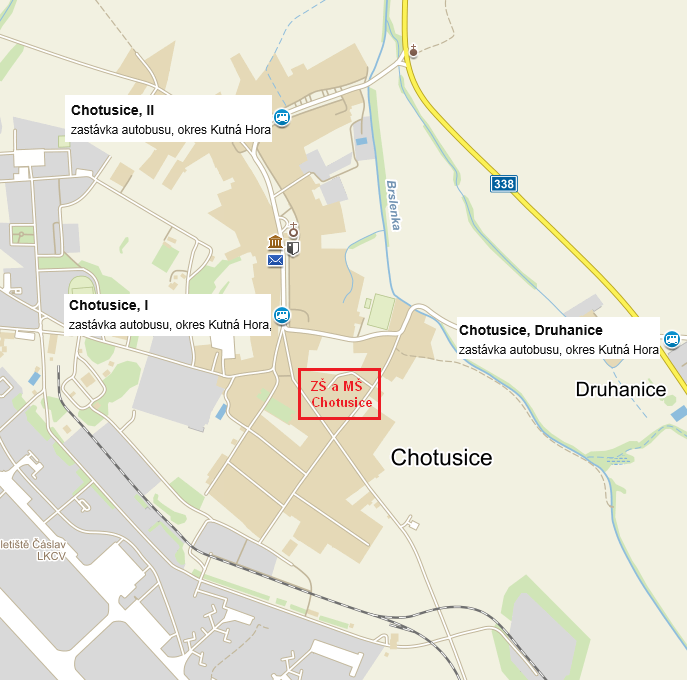 Chotusice, II
zastávka autobusu, okres Kutná Hora
Brslenka
338
Chotusice, I
zastávka autobusu, okres Kutná Hora,
Chotusice, Druhanice
zastávka autobusu, okres Kutná Hora
ZŠ a MŠ
Chotusice
Druhanice
Chotusice
letiště Čáslav
LKCV